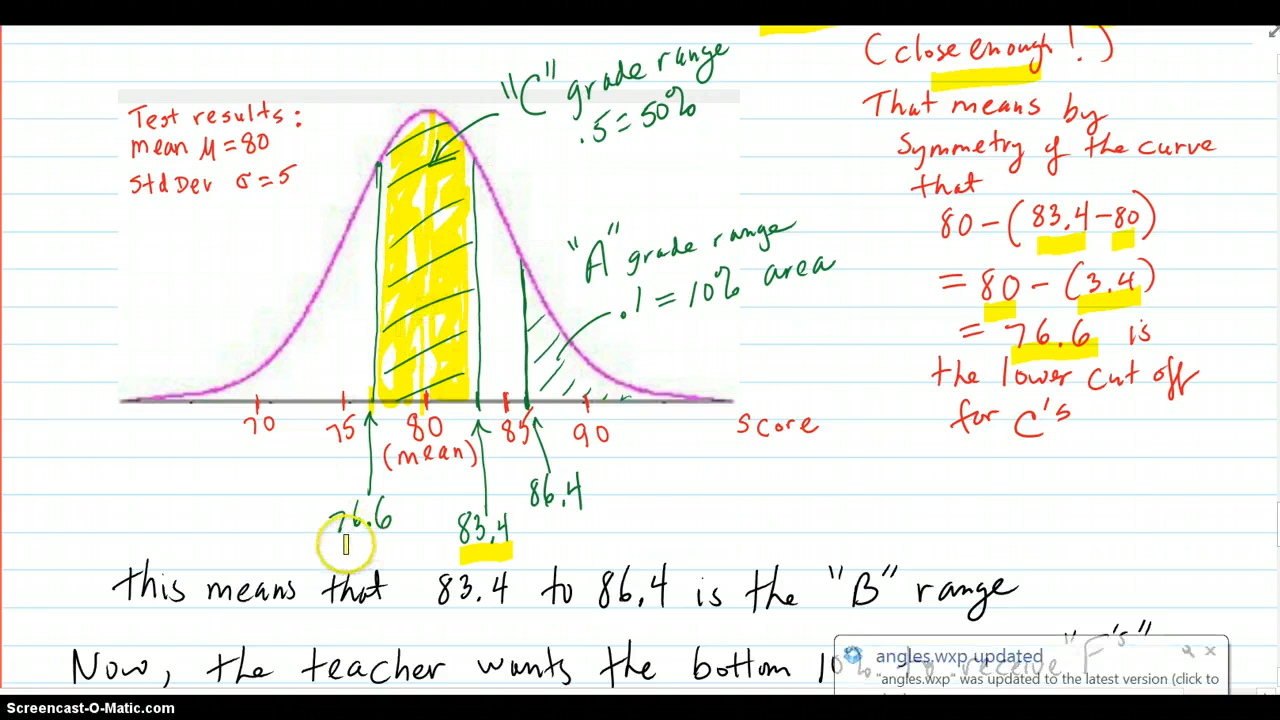 (close enough!)
That means by
symmetry of the curve
that
80-(83.4-80)
= 80-(3.4)
= 76.6 is
the lower cut off
for C's
Test results:
mean μ=80
Std Dev σ=5
"C" grade range
.5=50%
"A" grade range
.1=10% area
70 75 80 85 90 score
(mean)
76.6 83.4 86.4
this means that 83.4 to 86.4 is the "B" range
Now, the teacher wants the bottom 10% to receive "F's"
angles.wxp updated
"angles.wxp" was updated to the latest version (click to
Screencast-O-Matic.com